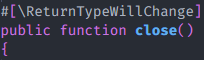 #[\ReturnTypeWillChange]
public function close()
{